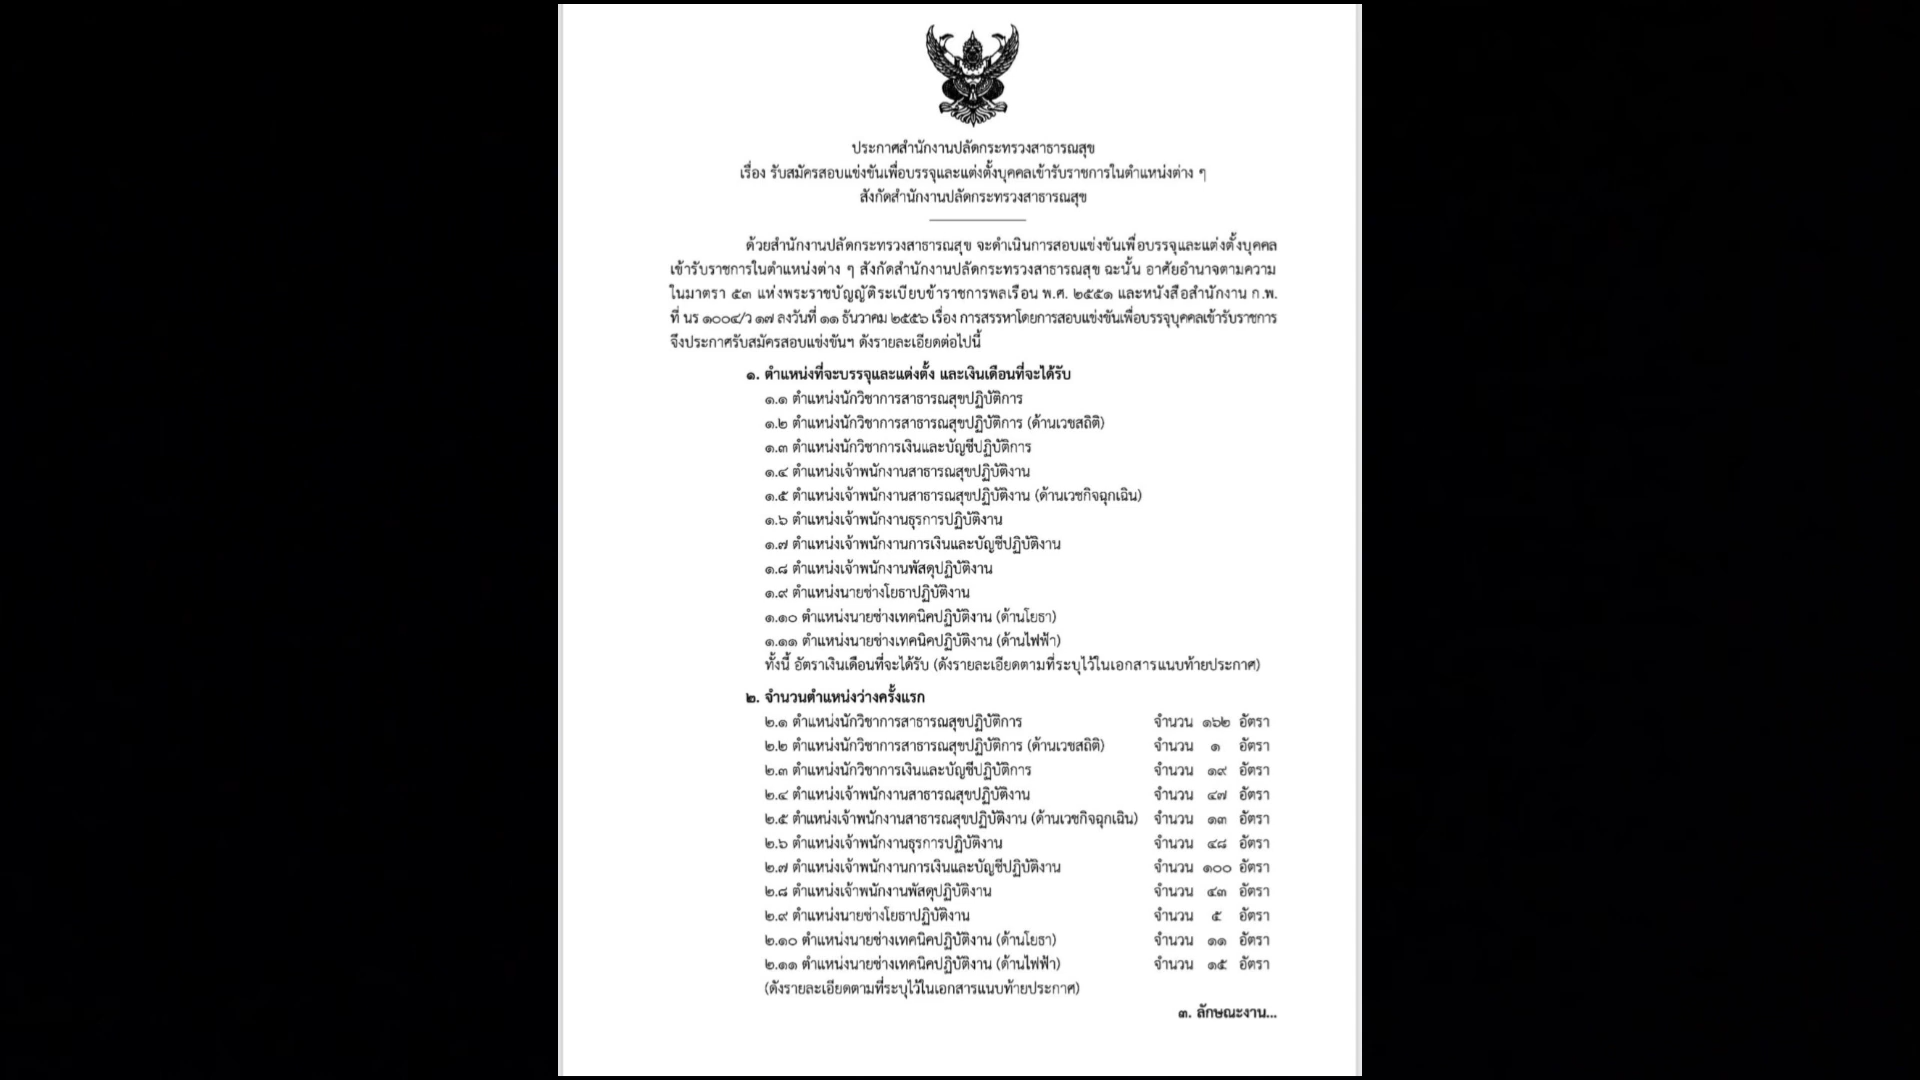 ประกาศสำนักงานปลัดกระทรวงสาธารณสุข
เรื่อง รับสมัครสอบแข่งขันเพื่อบรรจุและแต่งตั้งบุคคลเข้ารับราชการในตำแหน่งต่าง ๆ
สังกัดสำนักงานปลัดกระทรวงสาธารณสุข
ด้วยสำนักงานปลัดกระทรวงสาธารณสุข จะดำเนินการสอบแข่งขันเพื่อบรรจุและแต่งตั้งบุคคล
เข้ารับราชการในตำแหน่งต่าง ๆ สังกัดสำนักงานปลัดกระทรวงสาธารณสุข ฉะนั้น อาศัยอำนาจตามความ
ในมาตรา ๕๓ แห่งพระราชบัญญัติระเบียบข้าราชการพลเรือน พ.ศ. ๒๕๕๑ และหนังสือสำนักงาน ก.พ.
ที่ นร ๑๐๐๔/ว ๑๗ ลงวันที่ ๑๑ ธันวาคม ๒๕๕๖ เรื่อง การสรรหาโดยการสอบแข่งขันเพื่อบรรจุบุคคลเข้ารับราชการ
จึงประกาศรับสมัครสอบแข่งขันฯ ดังรายละเอียดต่อไปนี้
๑. ตำแหน่งที่จะบรรจุและแต่งตั้ง และเงินเดือนที่จะได้รับ
๑.๑ ตำแหน่งนักวิชาการสาธารณสุขปฏิบัติการ
๑.๒ ตำแหน่งนักวิชาการสาธารณสุขปฏิบัติการ (ด้านเวชสถิติ)
๑.๓ ตำแหน่งนักวิชาการเงินและบัญชีปฏิบัติการ
๑.๔ ตำแหน่งเจ้าพนักงานสาธารณสุขปฏิบัติงาน
๑.๕ ตำแหน่งเจ้าพนักงานสาธารณสุขปฏิบัติงาน (ด้านเวชกิจฉุกเฉิน)
๑.๖ ตำแหน่งเจ้าพนักงานธุรการปฏิบัติงาน
๑.๗ ตำแหน่งเจ้าพนักงานการเงินและบัญชีปฏิบัติงาน
๑.๘ ตำแหน่งเจ้าพนักงานพัสดุปฏิบัติงาน
๑.๙ ตำแหน่งนายช่างโยธาปฏิบัติงาน
๑.๑๐ ตำแหน่งนายช่างเทคนิคปฏิบัติงาน (ด้านโยธา)
๑.๑๑ ตำแหน่งนายช่างเทคนิคปฏิบัติงาน (ด้านไฟฟ้า)
ทั้งนี้ อัตราเงินเดือนที่จะได้รับ (ดังรายละเอียดตามที่ระบุไว้ในเอกสารแนบท้ายประกาศ)
๒. จำนวนตำแหน่งว่างครั้งแรก
๒.๑ ตำแหน่งนักวิชาการสาธารณสุขปฏิบัติการ จำนวน ๑๖๒ อัตรา
๒.๒ ตำแหน่งนักวิชาการสาธารณสุขปฏิบัติการ (ด้านเวชสถิติ) จำนวน ๑ อัตรา
๒.๓ ตำแหน่งนักวิชาการเงินและบัญชีปฏิบัติการ จำนวน ๑๙ อัตรา
๒.๔ ตำแหน่งเจ้าพนักงานสาธารณสุขปฏิบัติงาน จำนวน ๔๗ อัตรา
๒.๕ ตำแหน่งเจ้าพนักงานสาธารณสุขปฏิบัติงาน (ด้านเวชกิจฉุกเฉิน) จำนวน ๑๓ อัตรา
๒.๖ ตำแหน่งเจ้าพนักงานธุรการปฏิบัติงาน จำนวน ๔๘ อัตรา
๒.๗ ตำแหน่งเจ้าพนักงานการเงินและบัญชีปฏิบัติงาน จำนวน ๑๐๐ อัตรา
๒.๘ ตำแหน่งเจ้าพนักงานพัสดุปฏิบัติงาน จำนวน ๔๓ อัตรา
๒.๙ ตำแหน่งนายช่างโยธาปฏิบัติงาน จำนวน ๕ อัตรา
๒.๑๐ ตำแหน่งนายช่างเทคนิคปฏิบัติงาน (ด้านโยธา) จำนวน ๑๑ อัตรา
๒.๑๑ ตำแหน่งนายช่างเทคนิคปฏิบัติงาน (ด้านไฟฟ้า) จำนวน ๑๕ อัตรา
(ดังรายละเอียดตามที่ระบุไว้ในเอกสารแนบท้ายประกาศ)
๓. ลักษณะงาน...